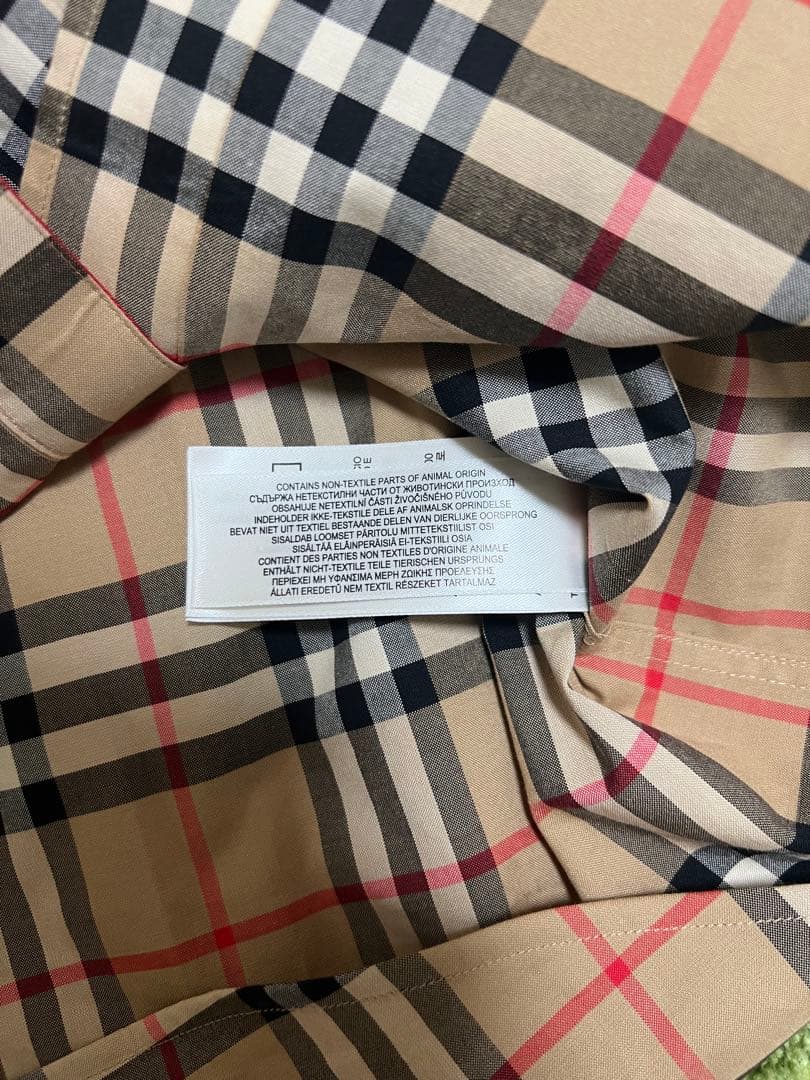 CONTAINS NON-TEXTILE PARTS OF ANIMAL ORIGIN
СЪДЪРЖА НЕТЕКСТИЛНИ ЧАСТИ ОТ ЖИВОТИНСКИ ПРОИЗХОД
OBSAHUJE NETEXTILNÍ ČÁSTI ŽIVOČIŠNÉHO PŮVODU
INDEHOLDER IKKE-TEKSTILE DELE AF ANIMALSK OPRINDELSE
BEVAT NIET UIT TEXTIEL BESTAANDE DELEN VAN DIERLIJKE OORSPRONG
SISALDAB LOOMSET PÄRITOLU MITTETEKSTIILIST OSI
SISÄLTÄÄ ELÄINPERÄISIÄ EI-TEKSTIILI OSIA
CONTIENT DES PARTIES NON TEXTILES D'ORIGINE ANIMALE
ENTHÄLT NICHT-TEXTILE TEILE TIERISCHEN URSPRUNGS
ΠΕΡΙΕΧΕΙ ΜΗ ΥΦΑΝΣΙΜΑ ΜΕΡΗ ΖΩΙΚΗΣ ΠΡΟΕΛΕΥΣΗΣ
ÁLLATI EREDETŰ NEM TEXTIL RÉSZEKET TARTALMAZ